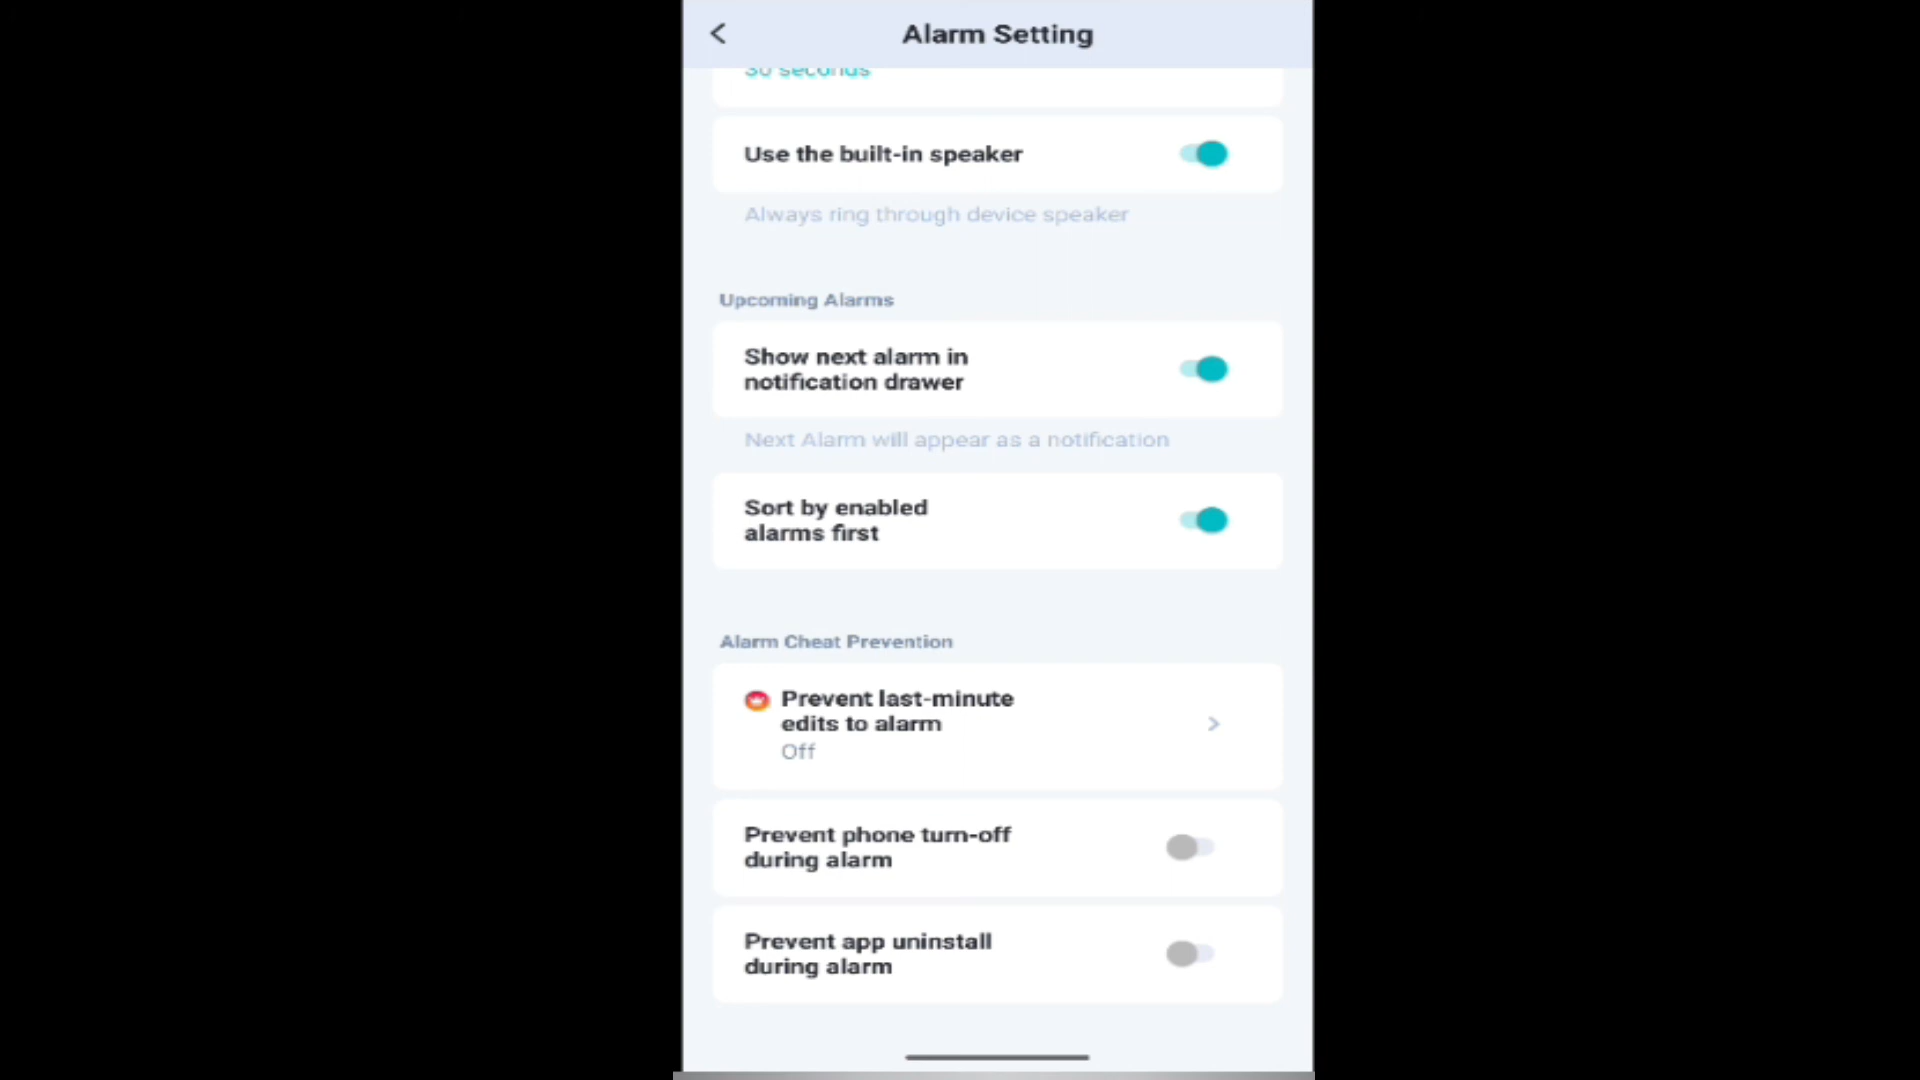 Alarm Setting
30 seconds
Use the built-in speaker
Always ring through device speaker
Upcoming Alarms
Show next alarm in
notification drawer
Next Alarm will appear as a notification
Sort by enabled
alarms first
Alarm Cheat Prevention
Prevent last-minute
edits to alarm
Off
Prevent phone turn-off
during alarm
Prevent app uninstall
during alarm